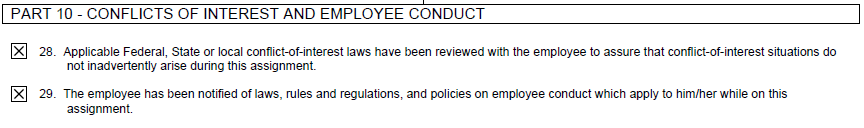 PART 10 - CONFLICTS OF INTEREST AND EMPLOYEE CONDUCT
28. Applicable Federal, State or local conflict-of-interest laws have been reviewed with the employee to assure that conflict-of-interest situations do
not inadvertently arise during this assignment.
29. The employee has been notified of laws, rules and regulations, and policies on employee conduct which apply to him/her while on this
assignment.